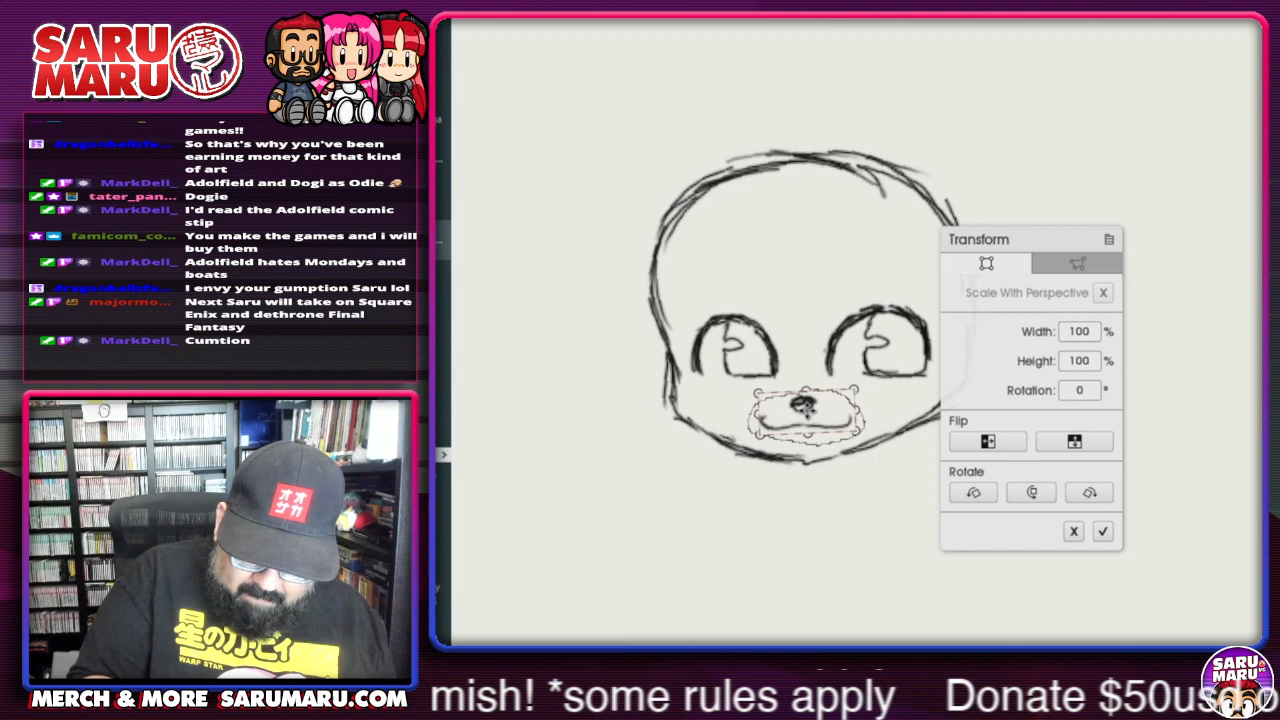 SARU
MARU
games!!
So that's why you've been
earning money for that kind
of art
MarkDell_ Adolfield and Dogi as Odie
tater_pan... Dogie
MarkDell_ I'd read the Adolfield comic
stip
famicom_co... You make the games and i will
buy them
MarkDell_ Adolfield hates Mondays and
boats
I envy your gumption Saru lol
majormo... Next Saru will take on Square
Enix and dethrone Final
Fantasy
MarkDell_ Cumtion
Transform
Scale With Perspective X
Width: 100 %
Height: 100 %
Rotation: 0 °
Flip
Rotate
X
オオ
サカ
星のカービィ
WARP STAR
MERCH & MORE SARUMARU.COM
mish! *some rules apply Donate $50usd
SARU
MARU